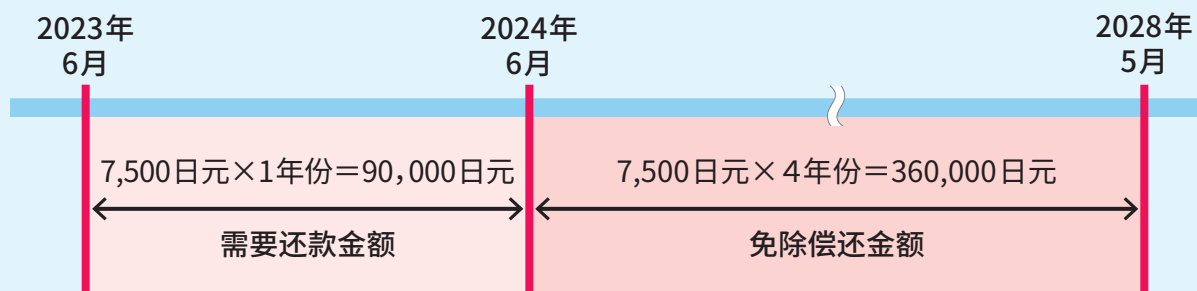 2023年
6月
2024年
6月
2028年
5月
7,500日元×1年份＝90，000日元
7,500日元×４年份＝360,000日元
需要还款金额
免除偿还金额